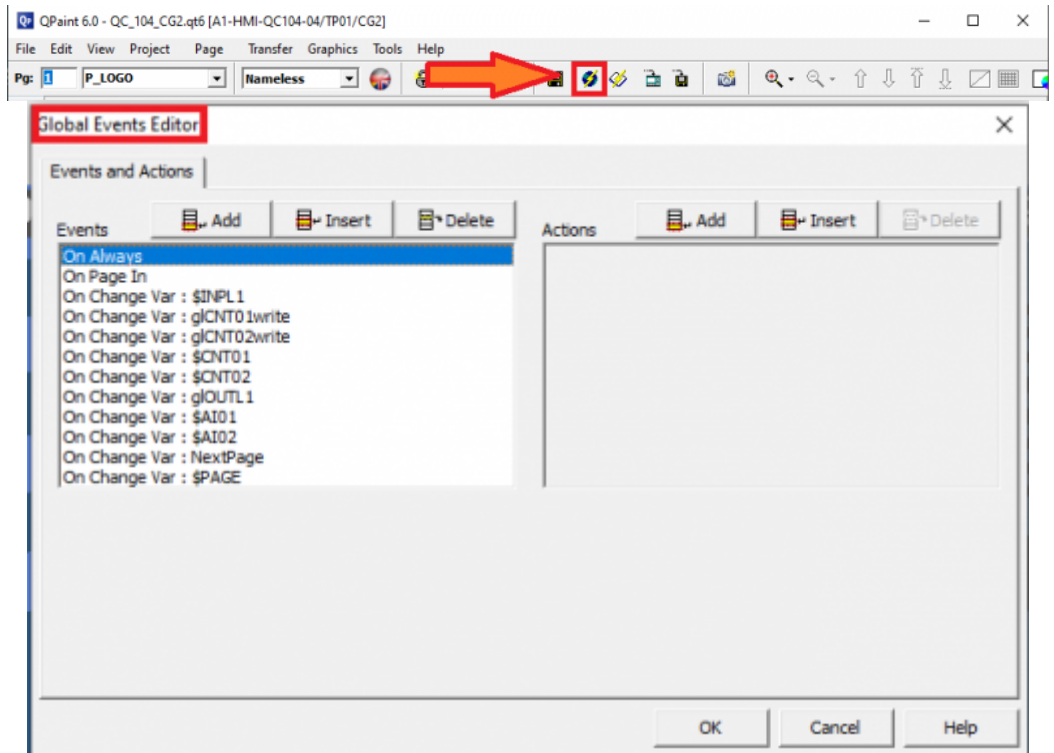 QPaint 6.0 - QC_104_CG2.qt6 [A1-HMI-QC104-04/TP01/CG2]
File Edit View Project Page Transfer Graphics Tools Help
Pg: 1 P_LOGO Nameless
Global Events Editor
Events and Actions
Events Add Insert Delete Actions Add Insert Delete
On Always
On Page In
On Change Var : $INPL1
On Change Var : glCNT01write
On Change Var : glCNT02write
On Change Var : $CNT01
On Change Var : $CNT02
On Change Var : glOUTL1
On Change Var : $AI01
On Change Var : $AI02
On Change Var : NextPage
On Change Var : $PAGE
OK Cancel Help